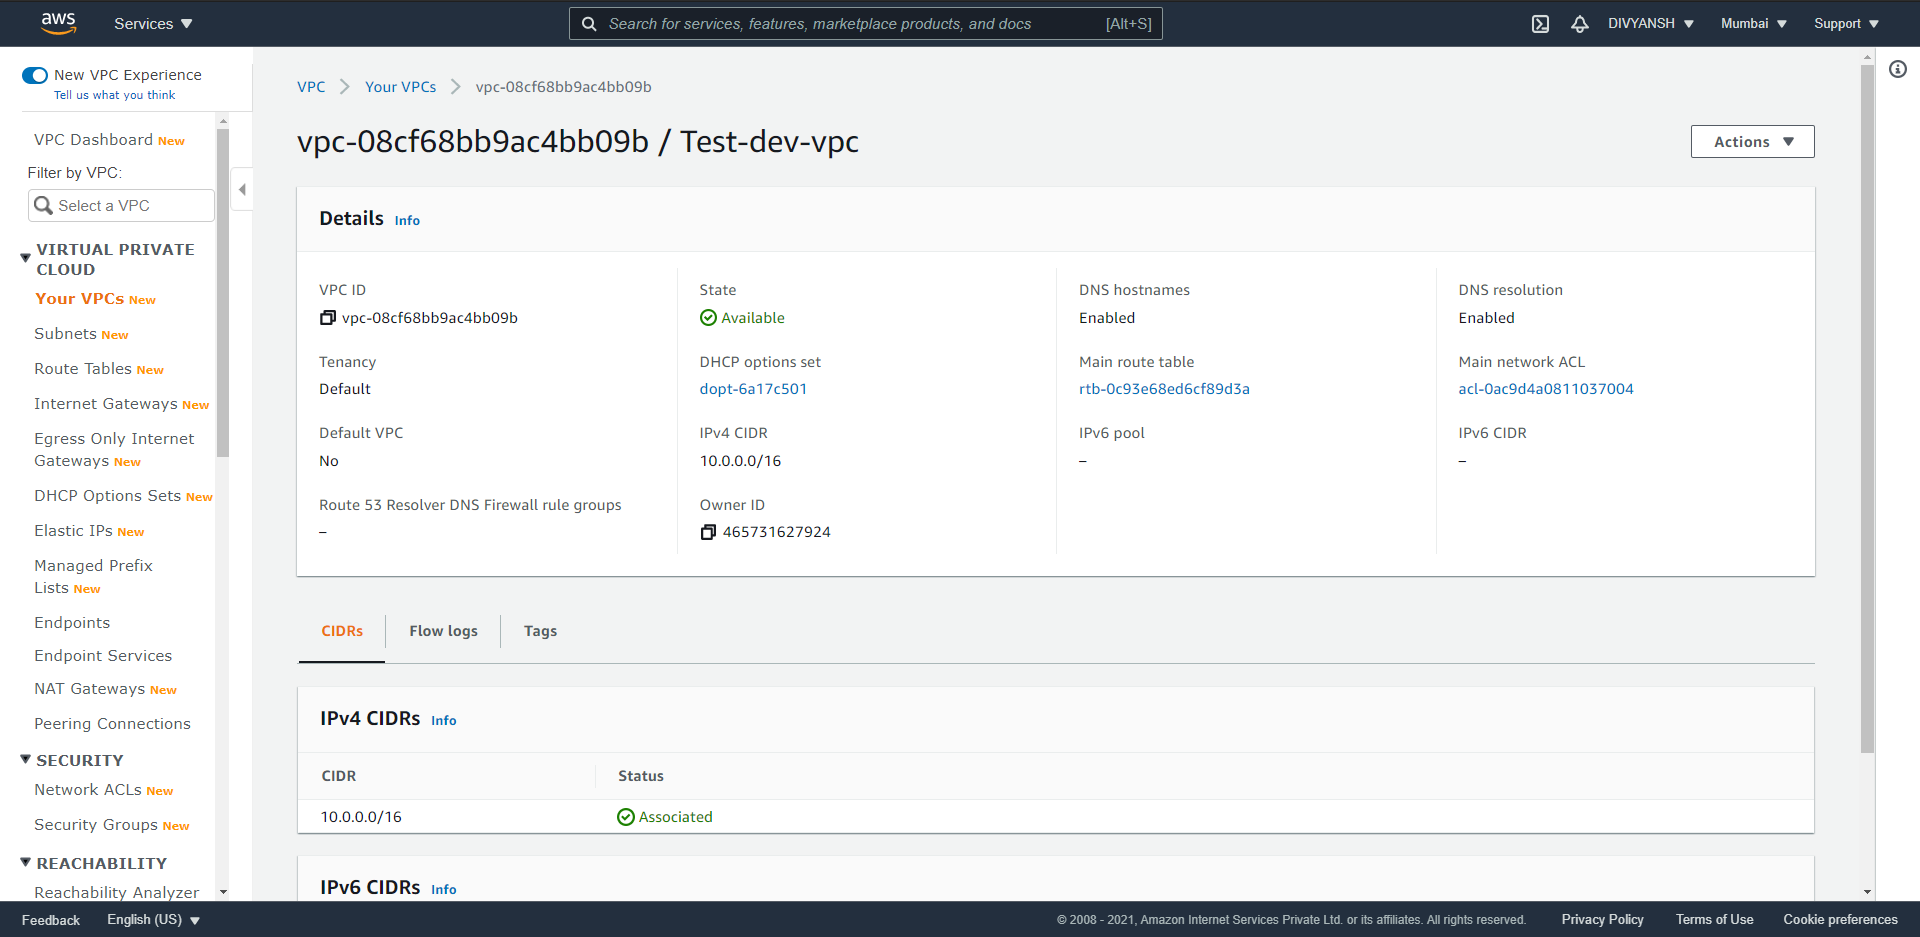 aws
Services
Search for services, features, marketplace products, and docs [Alt+S]
DIVYANSH
Mumbai
Support
New VPC Experience
Tell us what you think
VPC Dashboard New
Filter by VPC:
Select a VPC
VIRTUAL PRIVATE
CLOUD
Your VPCs New
Subnets New
Route Tables New
Internet Gateways New
Egress Only Internet
Gateways New
DHCP Options Sets New
Elastic IPs New
Managed Prefix
Lists New
Endpoints
Endpoint Services
NAT Gateways New
Peering Connections
SECURITY
Network ACLs New
Security Groups New
REACHABILITY
Reachability Analyzer
VPC
Your VPCs
vpc-08cf68bb9ac4bb09b
vpc-08cf68bb9ac4bb09b / Test-dev-vpc
Actions
Details Info
VPC ID
vpc-08cf68bb9ac4bb09b
State
Available
DNS hostnames
Enabled
DNS resolution
Enabled
Tenancy
Default
DHCP options set
dopt-6a17c501
Main route table
rtb-0c93e68ed6cf89d3a
Main network ACL
acl-0ac9d4a0811037004
Default VPC
No
IPv4 CIDR
10.0.0.0/16
IPv6 pool
–
IPv6 CIDR
–
Route 53 Resolver DNS Firewall rule groups
–
Owner ID
465731627924
CIDRs
Flow logs
Tags
IPv4 CIDRs Info
CIDR
Status
10.0.0.0/16
Associated
IPv6 CIDRs Info
Feedback
English (US)
© 2008 - 2021, Amazon Internet Services Private Ltd. or its affiliates. All rights reserved.
Privacy Policy
Terms of Use
Cookie preferences